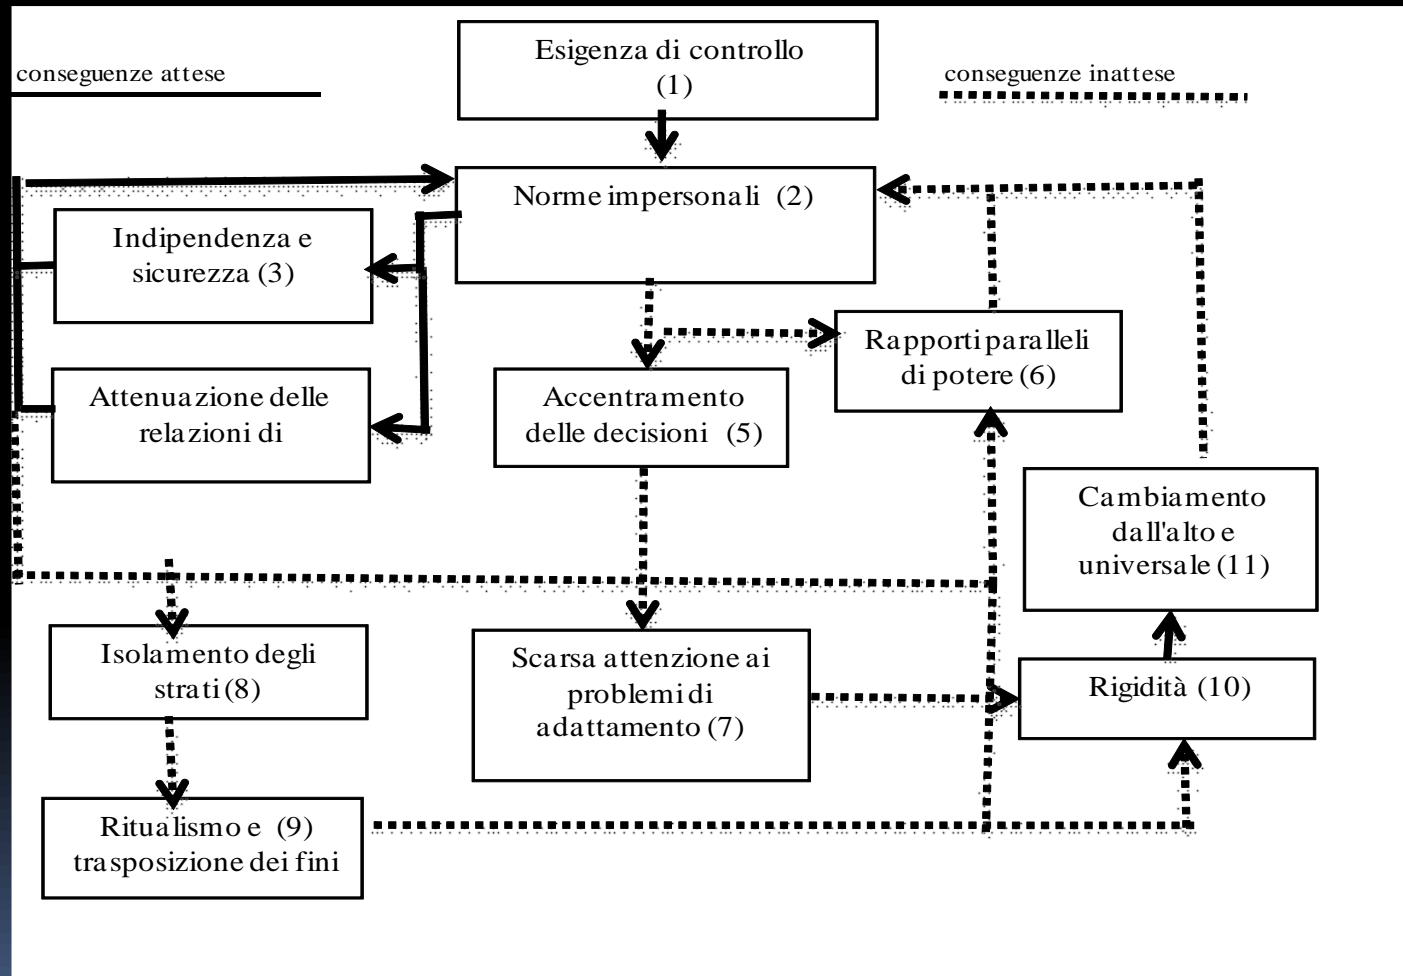 Esigenza di controllo
(1)
conseguenze attese
conseguenze inattese
Norme impersonali (2)
Indipendenza e
sicurezza (3)
Rapporti paralleli
di potere (6)
Attenuazione delle
relazioni di
Accentramento
delle decisioni (5)
Cambiamento
dall'alto e
universale (11)
Isolamento degli
strati (8)
Scarsa attenzione ai
problemi di
adattamento (7)
Rigidità (10)
Ritualismo e (9)
trasposizione dei fini